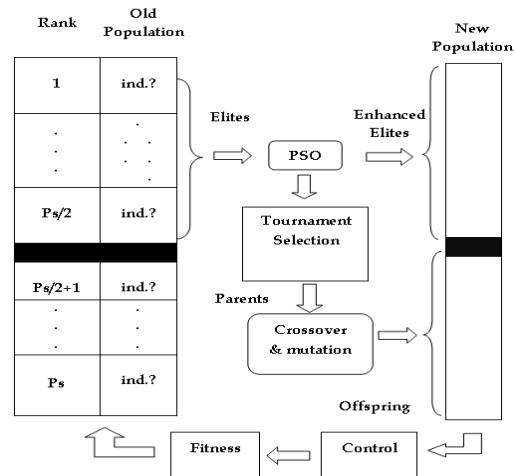 Rank
Old
Population
New
Population
1
ind.?
Elites
Enhanced
Elites
PSO
Ps/2
ind.?
Tournament
Selection
Ps/2+1
ind.?
Parents
Crossover
& mutation
Ps
ind.?
Offspring
Fitness
Control